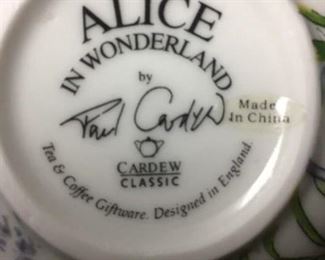 ALICE
IN WONDERLAND
by
Paul Cardew
Made
In China
CARDEW
CLASSIC
Tea & Coffee Giftware. Designed in England.